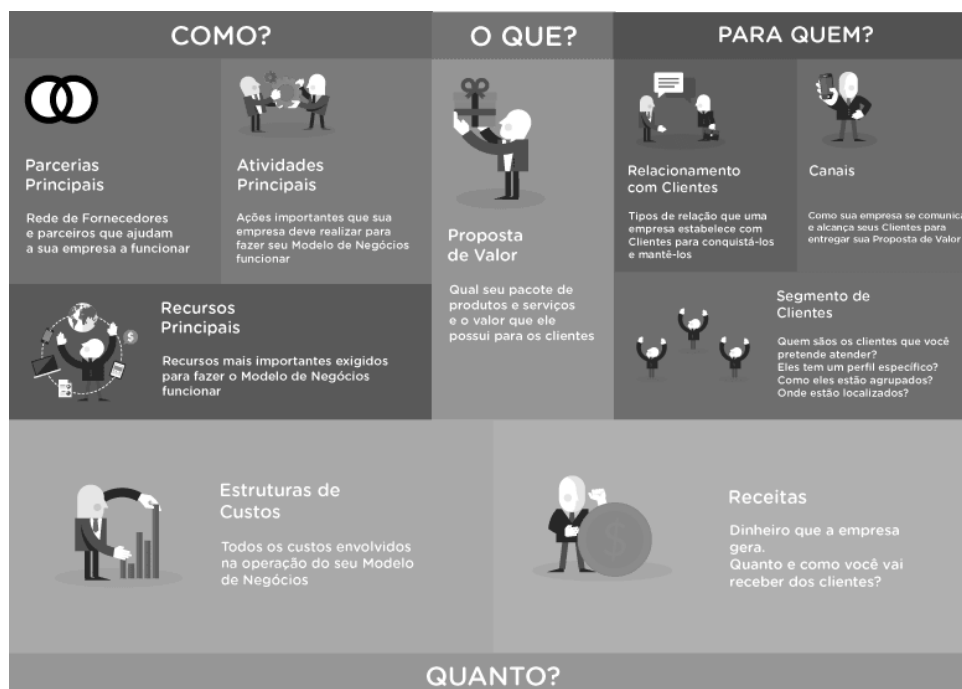 COMO?
O QUE?
PARA QUEM?
Parcerias
Principais
Rede de Fornecedores
e parceiros que ajudam
a sua empresa a funcionar
Atividades
Principais
Ações importantes que sua
empresa deve realizar para
fazer seu Modelo de Negócios
funcionar
Recursos
Principais
Recursos mais importantes exigidos
para fazer o Modelo de Negócios
funcionar
Proposta
de Valor
Qual seu pacote de
produtos e serviços
e o valor que ele
possui para os clientes
Relacionamento
com Clientes
Tipos de relação que uma
empresa estabelece com
Clientes para conquistá-los
e mantê-los
Canais
Como sua empresa se comunica
e alcança seus Clientes para
entregar sua Proposta de Valor
Segmento de
Clientes
Quem sãos os clientes que você
pretende atender?
Eles tem um perfil específico?
Como eles estão agrupados?
Onde estão localizados?
$
Estruturas de
Custos
Todos os custos envolvidos
na operação do seu Modelo
de Negócios
$
Receitas
Dinheiro que a empresa
gera.
Quanto e como você vai
receber dos clientes?
QUANTO?